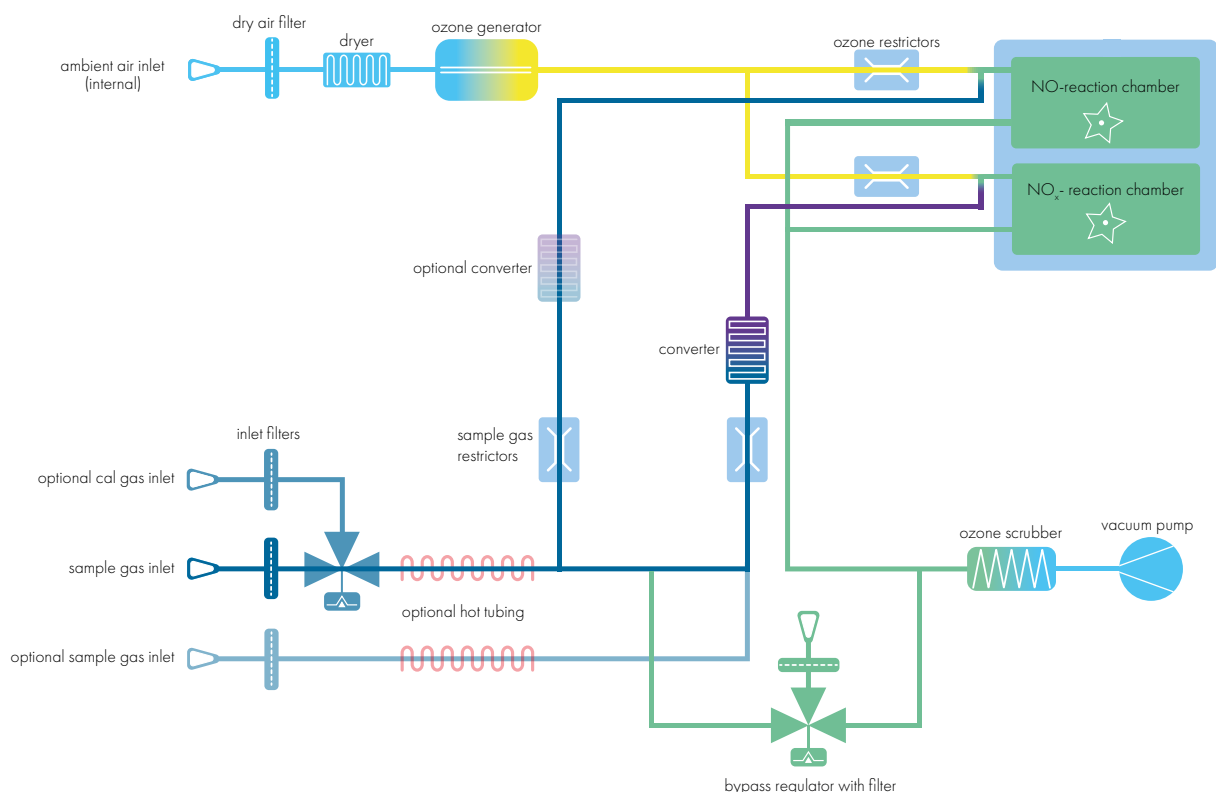 dry air filter
dryer
ozone generator
ozone restrictors
ambient air inlet
(internal)
NO-reaction chamber
NOx- reaction chamber
optional converter
converter
inlet filters
sample gas
restrictors
optional cal gas inlet
sample gas inlet
ozone scrubber
vacuum pump
optional hot tubing
optional sample gas inlet
bypass regulator with filter